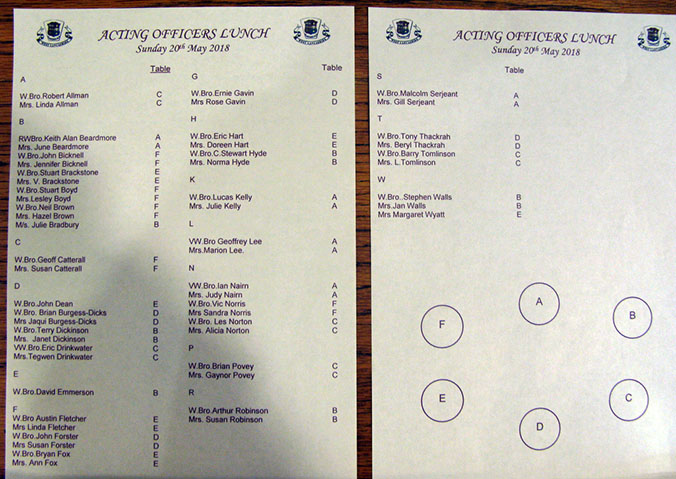 ACTING OFFICERS LUNCH
Sunday 20th May 2018
Table
A
W.Bro.Robert Allman C
Mrs. Linda Allman C
B
RWBro.Keith Alan Beardmore A
Mrs. June Beardmore A
W.Bro.John Bicknell F
Mrs. Jennifer Bicknell F
W.Bro.Stuart Brackstone E
Mrs. V. Brackstone E
W.Bro.Stuart Boyd F
Mrs.Lesley Boyd F
W.Bro.Neil Brown F
Mrs. Hazel Brown F
M/s. Julie Bradbury B
C
W.Bro.Geoff Catterall F
Mrs. Susan Catterall F
D
W.Bro.John Dean E
W.Bro. Brian Burgess-Dicks D
Mrs Jaqui Burgess-Dicks D
W.Bro.Terry Dickinson B
Mrs. Janet Dickinson B
VW.Bro.Eric Drinkwater C
Mrs.Tegwen Drinkwater C
E
W.Bro.David Emmerson B
F
W.Bro Austin Fletcher E
Mrs Linda Fletcher E
W.Bro.John Forster D
Mrs Susan Forster D
W.Bro.Bryan Fox E
Mrs. Ann Fox E
Table
G
W.Bro.Ernie Gavin D
Mrs Rose Gavin D
H
W.Bro.Eric Hart E
Mrs. Doreen Hart E
W.Bro.C.Stewart Hyde B
Mrs. Norma Hyde B
K
W.Bro.Lucas Kelly A
Mrs. Julie Kelly A
L
VW.Bro Geoffrey Lee A
Mrs.Marion Lee. A
N
VW.Bro.Ian Nairn A
Mrs. Judy Nairn A
W.Bro.Vic Norris F
Mrs Sandra Norris F
W.Bro. Les Norton C
Mrs. Alicia Norton C
P
W.Bro.Brian Povey C
Mrs. Gaynor Povey C
R
W.Bro.Arthur Robinson B
Mrs. Susan Robinson B
ACTING OFFICERS LUNCH
Sunday 20th May 2018
Table
S
W.Bro.Malcolm Serjeant A
Mrs. Gill Serjeant A
T
W.Bro.Tony Thackrah D
Mrs. Beryl Thackrah D
W.Bro.Barry Tomlinson C
Mrs. L.Tomlinson C
W
W.Bro..Stephen Walls B
Mrs.Jan Walls B
Mrs Margaret Wyatt E
A
B
F
E
C
D